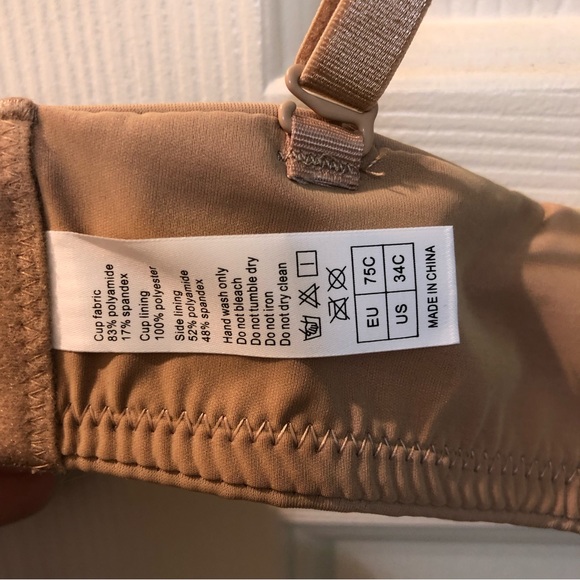 Cup fabric
83% polyamide
17% spandex
Cup lining
100% polyester
Side lining
52% polyamide
48% spandex
Hand wash only
Do not bleach
Do not tumble dry
Do not iron
Do not dry clean
EU 75C
US 34C
MADE IN CHINA